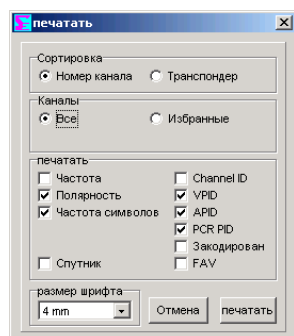 печатать
Сортировка
Номер канала Транспондер
Каналы
Все Избранные
печатать
Частота Channel ID
Полярность VPID
Частота символов APID
PCR PID
Закодирован
Спутник FAV
размер шрифта
4 mm Отмена печатать